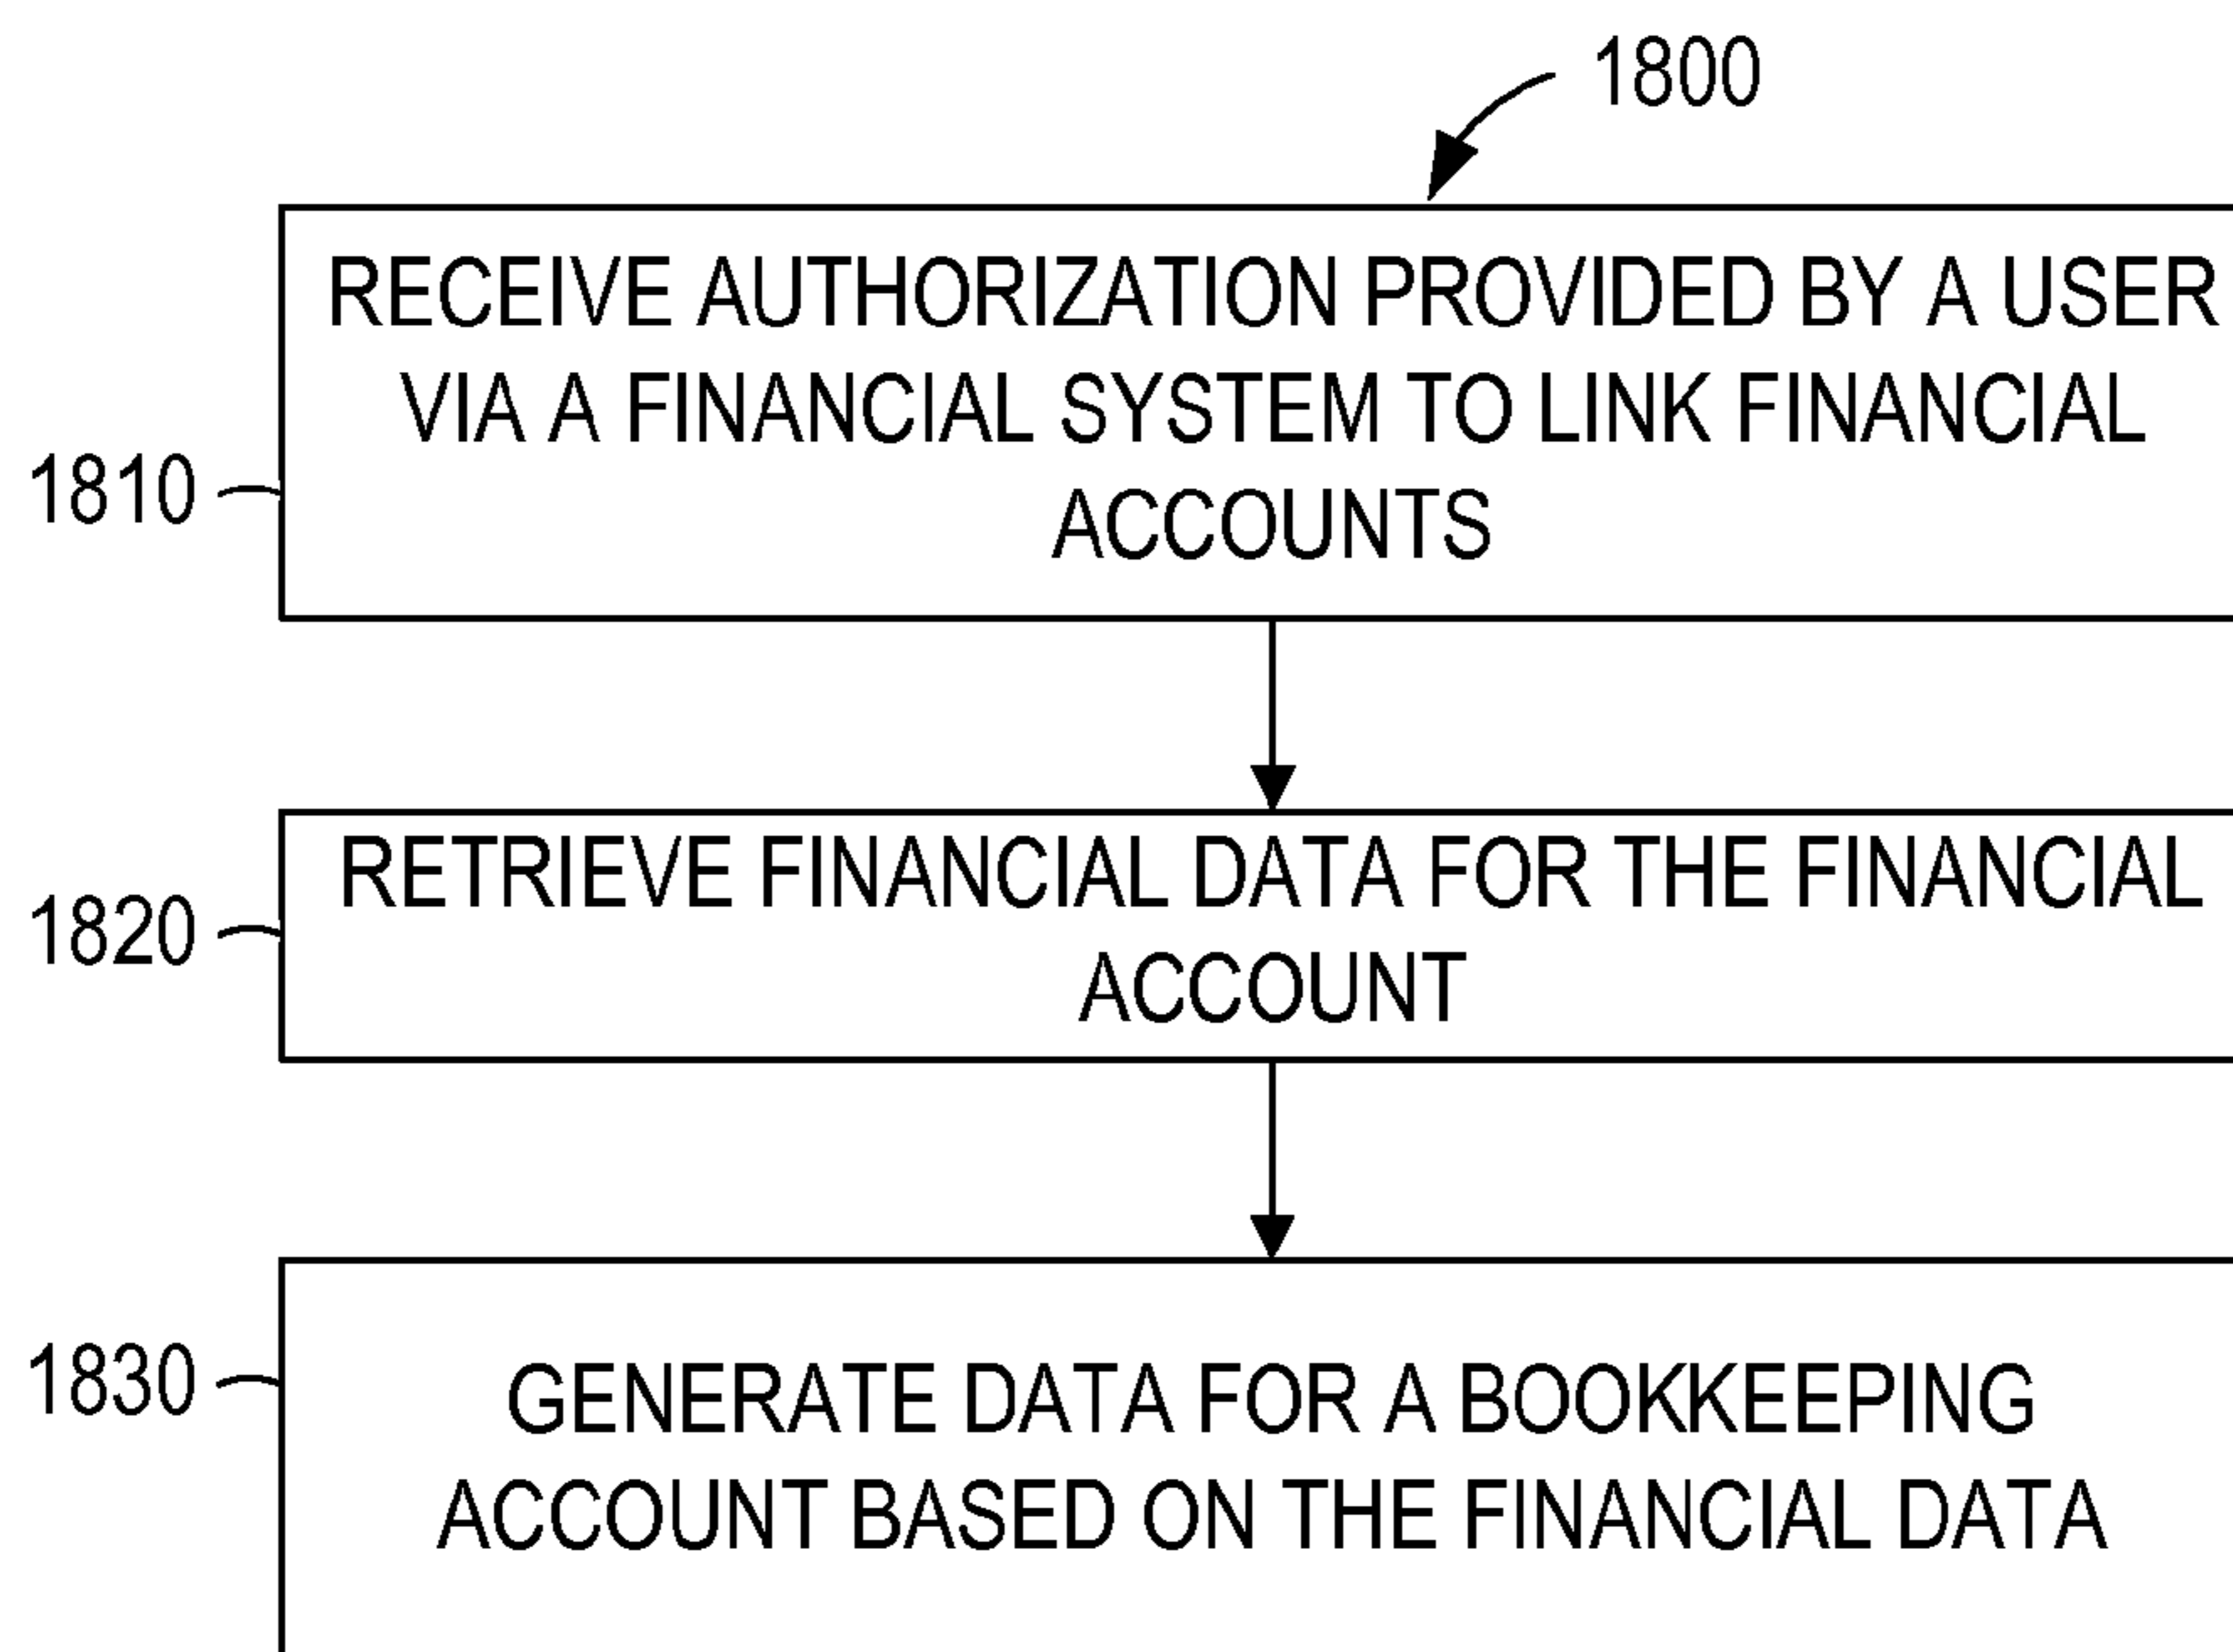 1800
RECEIVE AUTHORIZATION PROVIDED BY A USER
VIA A FINANCIAL SYSTEM TO LINK FINANCIAL
ACCOUNTS
1810
RETRIEVE FINANCIAL DATA FOR THE FINANCIAL
ACCOUNT
1820
GENERATE DATA FOR A BOOKKEEPING
ACCOUNT BASED ON THE FINANCIAL DATA
1830